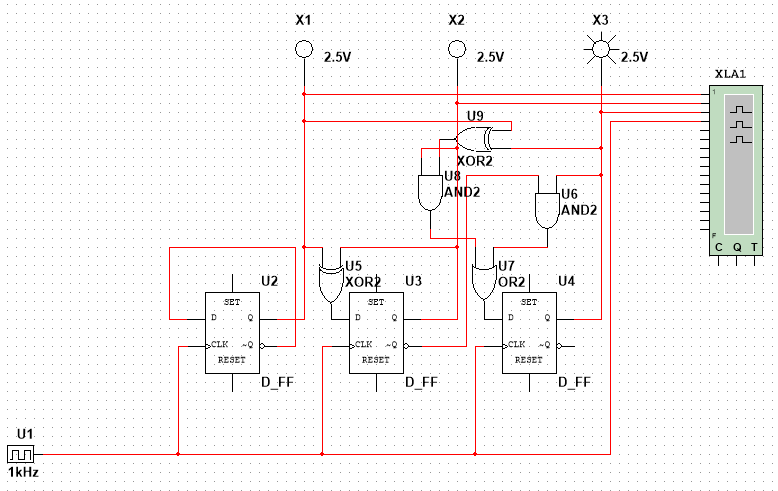 X1 X2 X3
2.5V 2.5V 2.5V
XLA1
1
U9
XOR2
U8
AND2
U6
AND2
F
C Q T
U5
XOR2
U7
OR2
U2 U3 U4
SET SET SET
D Q D Q D Q
CLK ~Q CLK ~Q CLK ~Q
RESET RESET RESET
D_FF D_FF D_FF
U1
1kHz